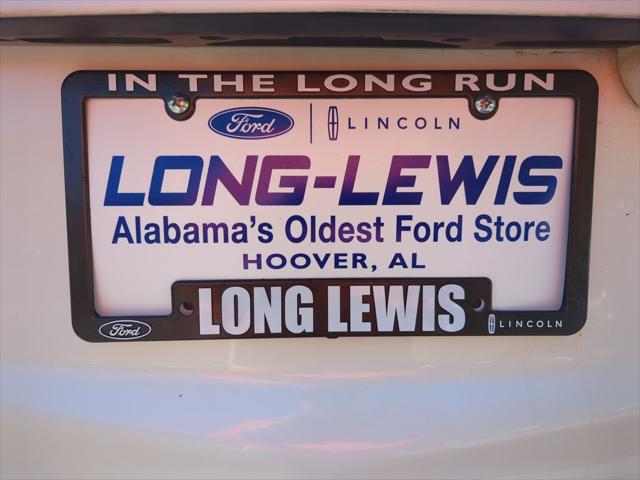 IN THE LONG RUN
Ford LINCOLN
LONG-LEWIS
Alabama's Oldest Ford Store
HOOVER, AL
LONG LEWIS
Ford LINCOLN